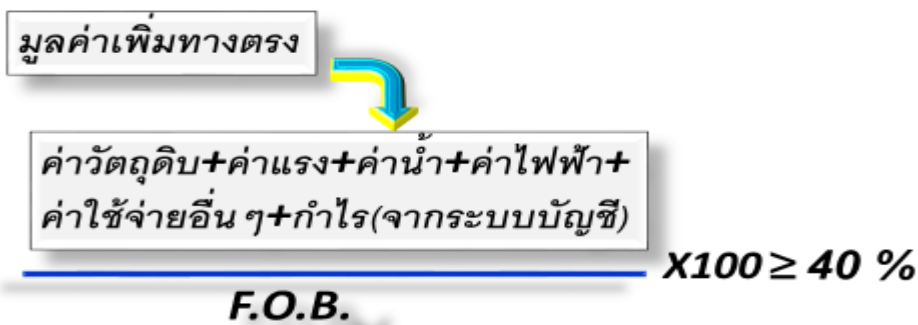 มูลค่าเพิ่มทางตรง
ค่าวัตถุดิบ+ค่าแรง+ค่าน้ำ+ค่าไฟฟ้า+
ค่าใช้จ่ายอื่น ๆ+กำไร(จากระบบบัญชี)
X100 ≥ 40 %
F.O.B.